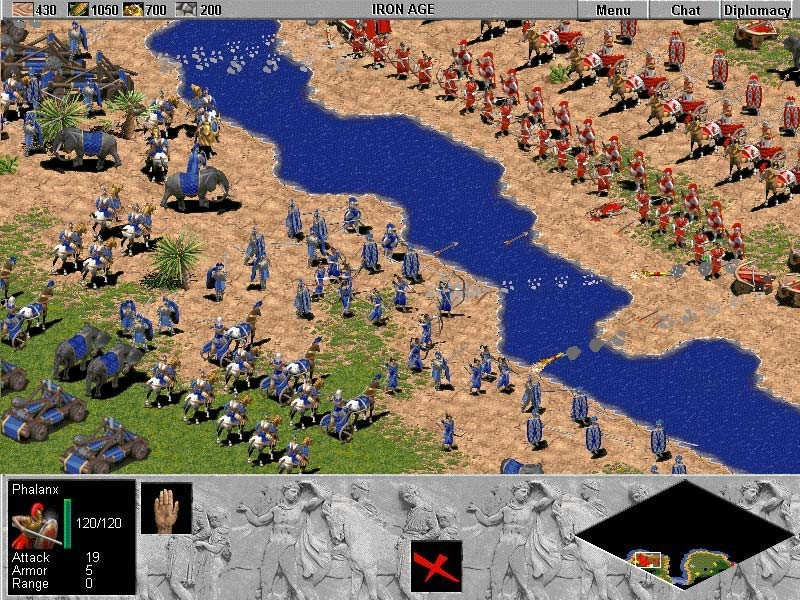 430 1050 700 200 IRON AGE Menu Chat Diplomacy
Phalanx
120/120
Attack 19
Armor 5
Range 0